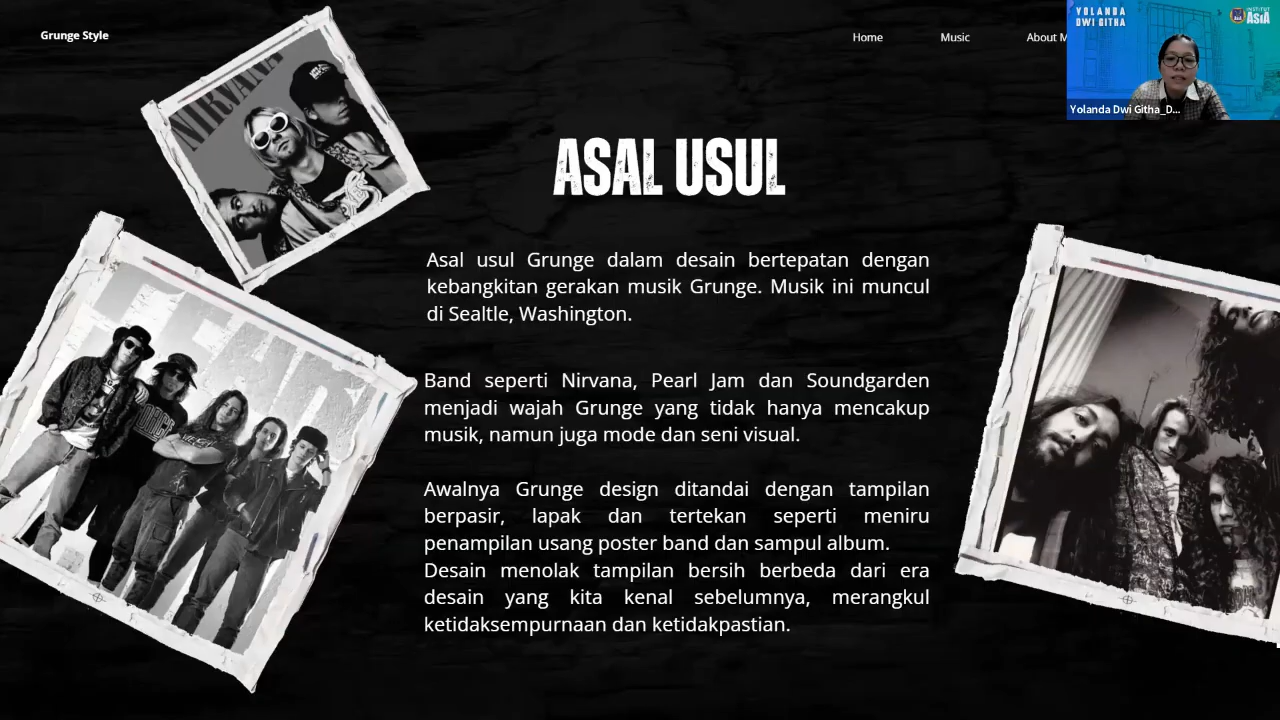 Grunge Style
Home
Music
About M
YOLANDA
DWI GITHA
INSTITUT
ASIA
Yolanda Dwi Githa_D...
NIRVANA
ASAL USUL
Asal usul Grunge dalam desain bertepatan dengan
kebangkitan gerakan musik Grunge. Musik ini muncul
di Sealtle, Washington.
Band seperti Nirvana, Pearl Jam dan Soundgarden
menjadi wajah Grunge yang tidak hanya mencakup
musik, namun juga mode dan seni visual.
Awalnya Grunge design ditandai dengan tampilan
berpasir, lapak dan tertekan seperti meniru
penampilan usang poster band dan sampul album.
Desain menolak tampilan bersih berbeda dari era
desain yang kita kenal sebelumnya, merangkul
ketidaksempurnaan dan ketidakpastian.